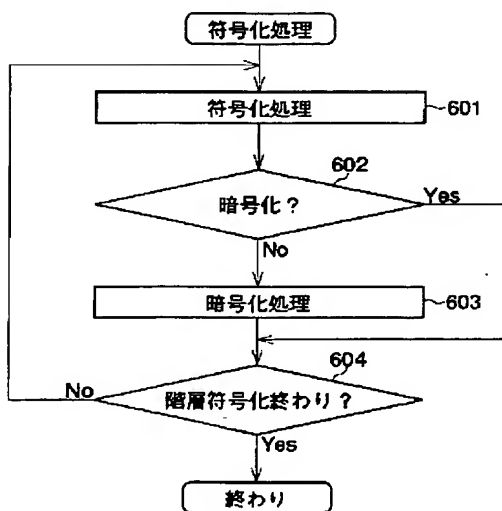 符号化処理
符号化処理
601
602
暗号化？
Yes
No
暗号化処理
603
604
No
階層符号化終わり？
Yes
終わり